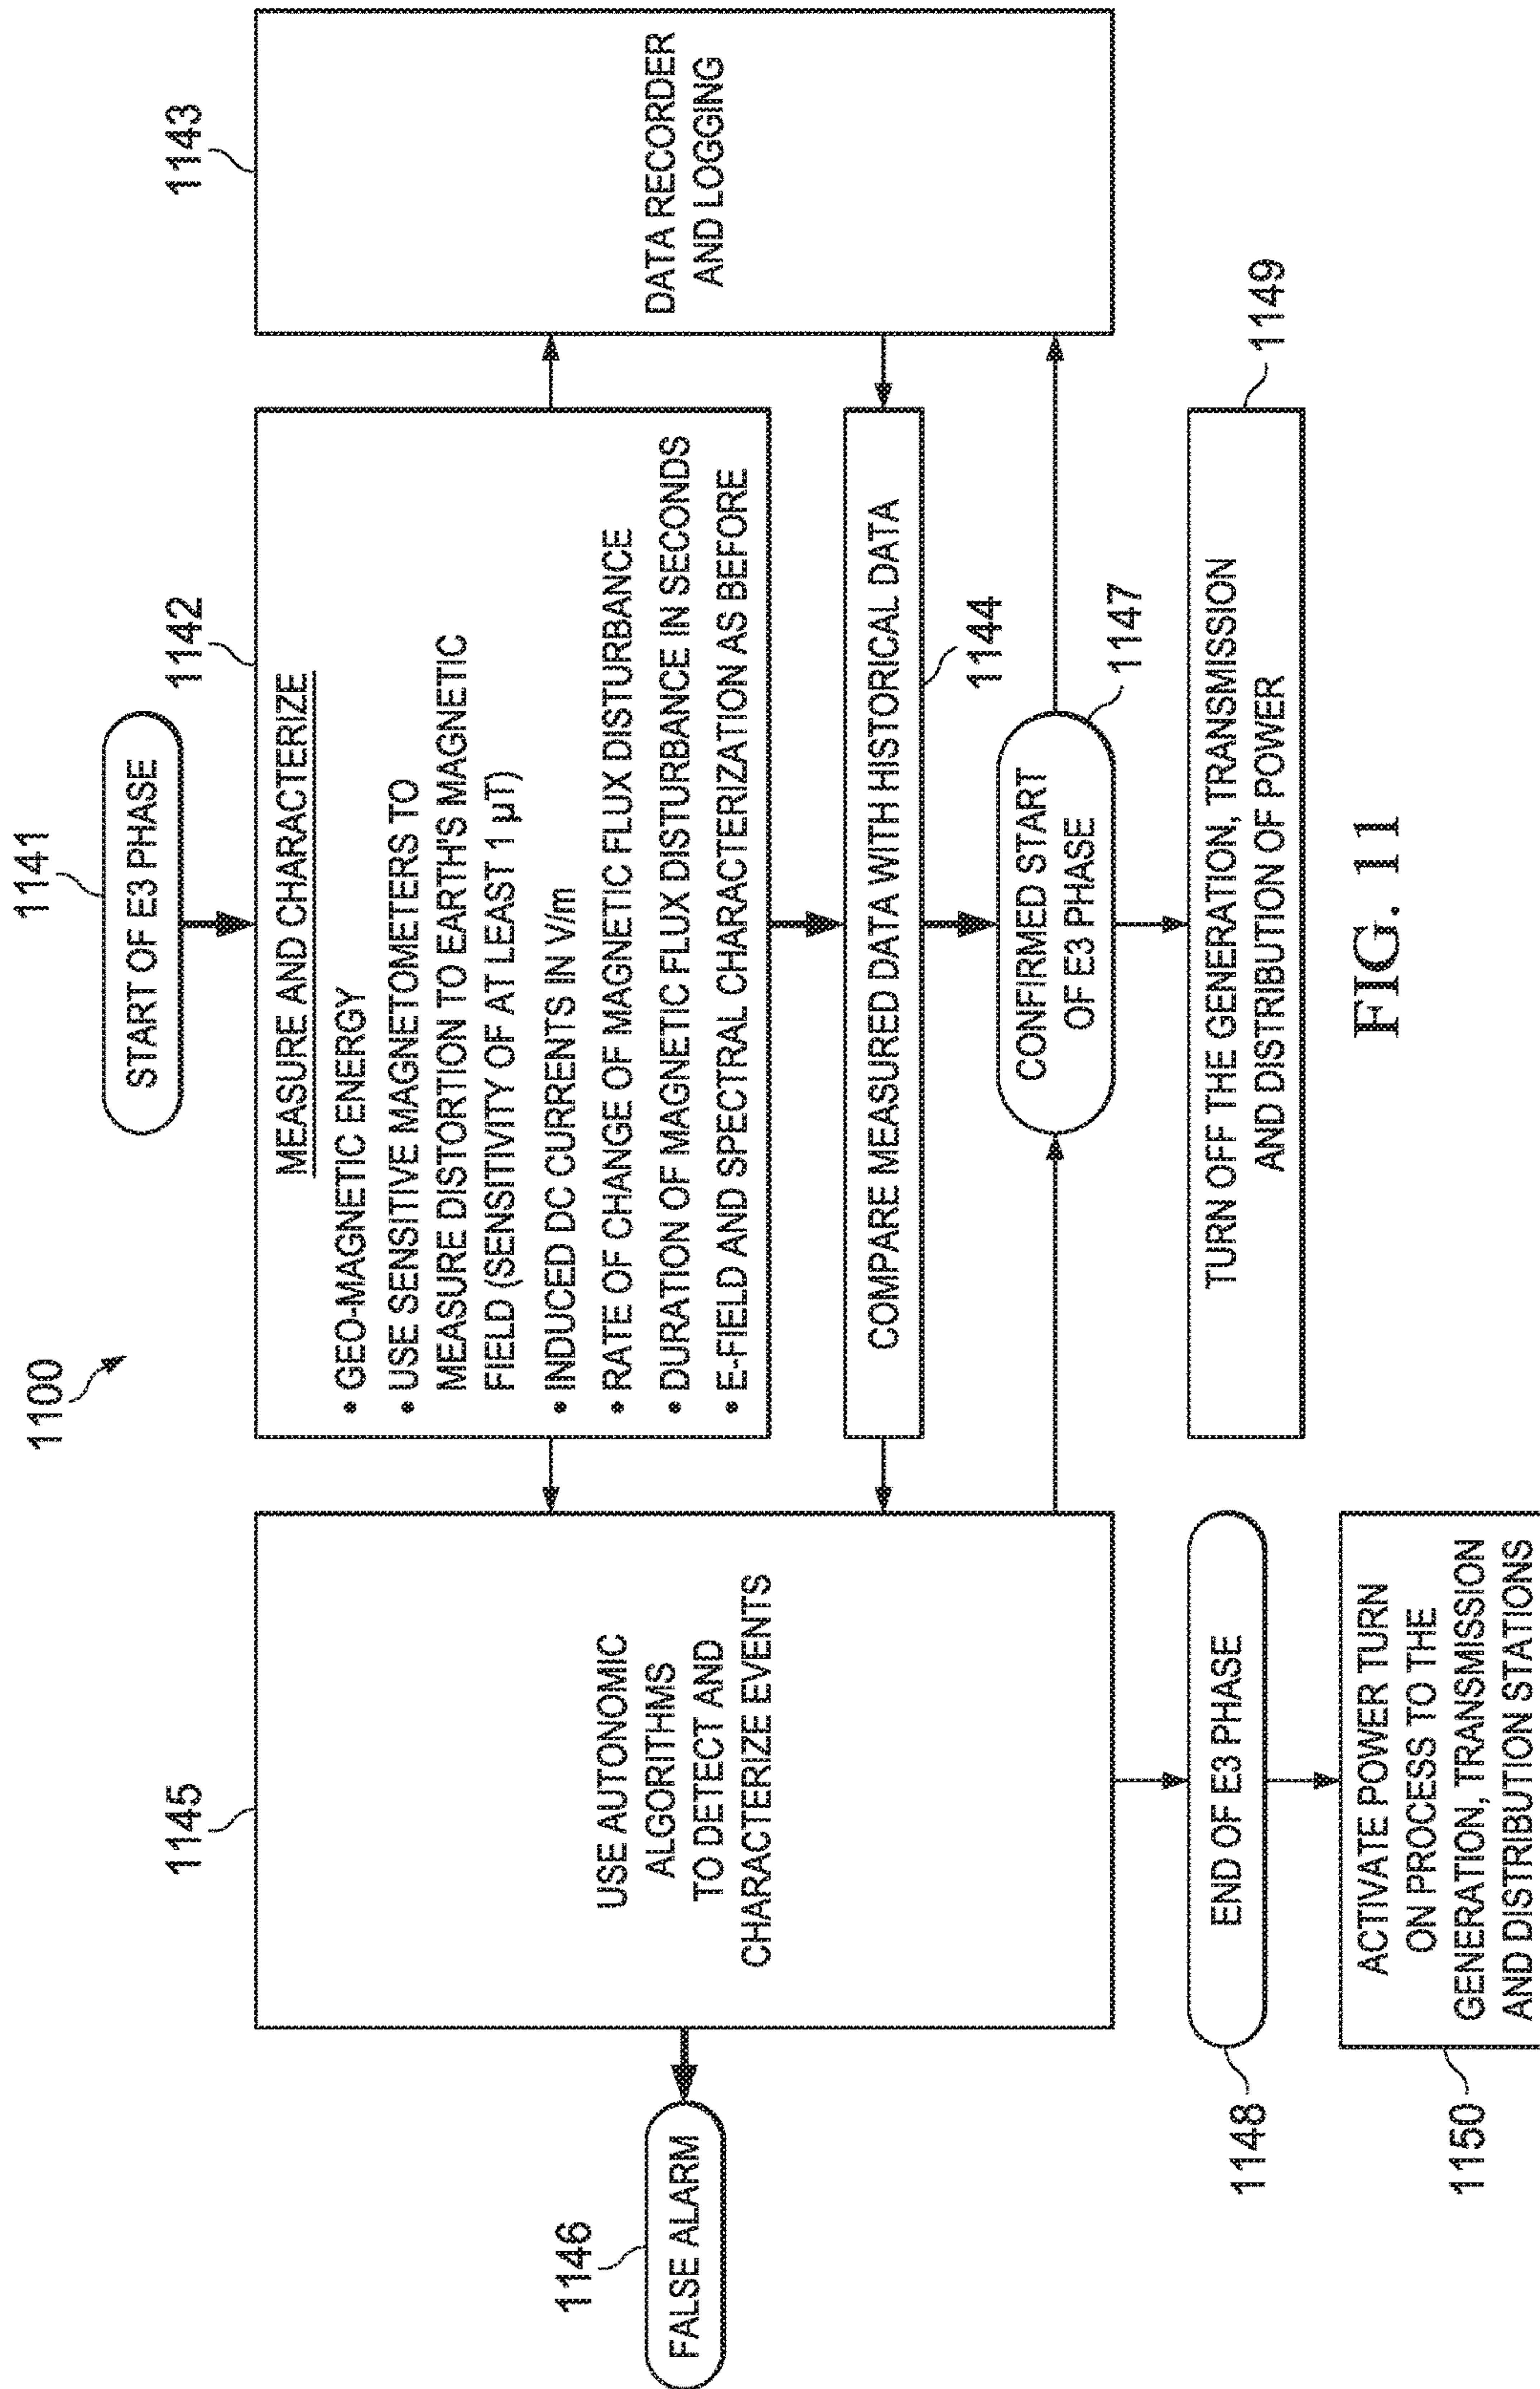 1100
1141
START OF E3 PHASE
1142
MEASURE AND CHARACTERIZE
• GEO-MAGNETIC ENERGY
• USE SENSITIVE MAGNETOMETERS TO
MEASURE DISTORTION TO EARTH'S MAGNETIC
FIELD (SENSITIVITY OF AT LEAST 1 µT)
• INDUCED DC CURRENTS IN V/m
• RATE OF CHANGE OF MAGNETIC FLUX DISTURBANCE
• DURATION OF MAGNETIC FLUX DISTURBANCE IN SECONDS
• E-FIELD AND SPECTRAL CHARACTERIZATION AS BEFORE
1143
DATA RECORDER
AND LOGGING
COMPARE MEASURED DATA WITH HISTORICAL DATA
1144
1145
USE AUTONOMIC
ALGORITHMS
TO DETECT AND
CHARACTERIZE EVENTS
1146
FALSE ALARM
CONFIRMED START
OF E3 PHASE
1147
1148
END OF E3 PHASE
TURN OFF THE GENERATION, TRANSMISSION
AND DISTRIBUTION OF POWER
1149
1150
ACTIVATE POWER TURN
ON PROCESS TO THE
GENERATION, TRANSMISSION
AND DISTRIBUTION STATIONS
FIG. 11